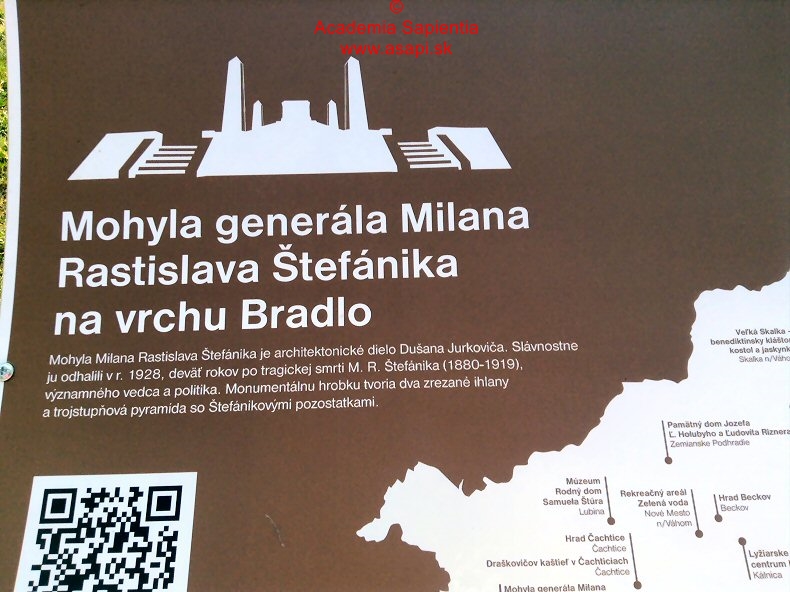 ©
Academia Sapientia
www.asapi.sk
Mohyla generála Milana
Rastislava Štefánika
na vrchu Bradlo
Mohyla Milana Rastislava Štefánika je architektonické dielo Dušana Jurkoviča. Slávnostne
ju odhalili v r. 1928, deväť rokov po tragickej smrti M. R. Štefánika (1880-1919),
významného vedca a politika. Monumentálnu hrobku tvoria dva zrezané ihlany
a trojstupňová pyramída so Štefánikovými pozostatkami.
Veľká Skalka -
benediktínsky kláštor
kostol a jaskyňa
Skalka n/Váhom
Pamätný dom Jozefa
Ľ. Holubyho a Ľudovíta Riznera
Zemianske Podhradie
Múzeum
Rodný dom
Samuela Štúra
Lubina
Rekreačný areál
Zelená voda
Nové Mesto
n/Váhom
Hrad Beckov
Beckov
Hrad Čachtice
Čachtice
Draškovičov kaštieľ v Čachticiach
Čachtice
Lyžiarske
centrum
Kálnica
Mohyla generála Milana